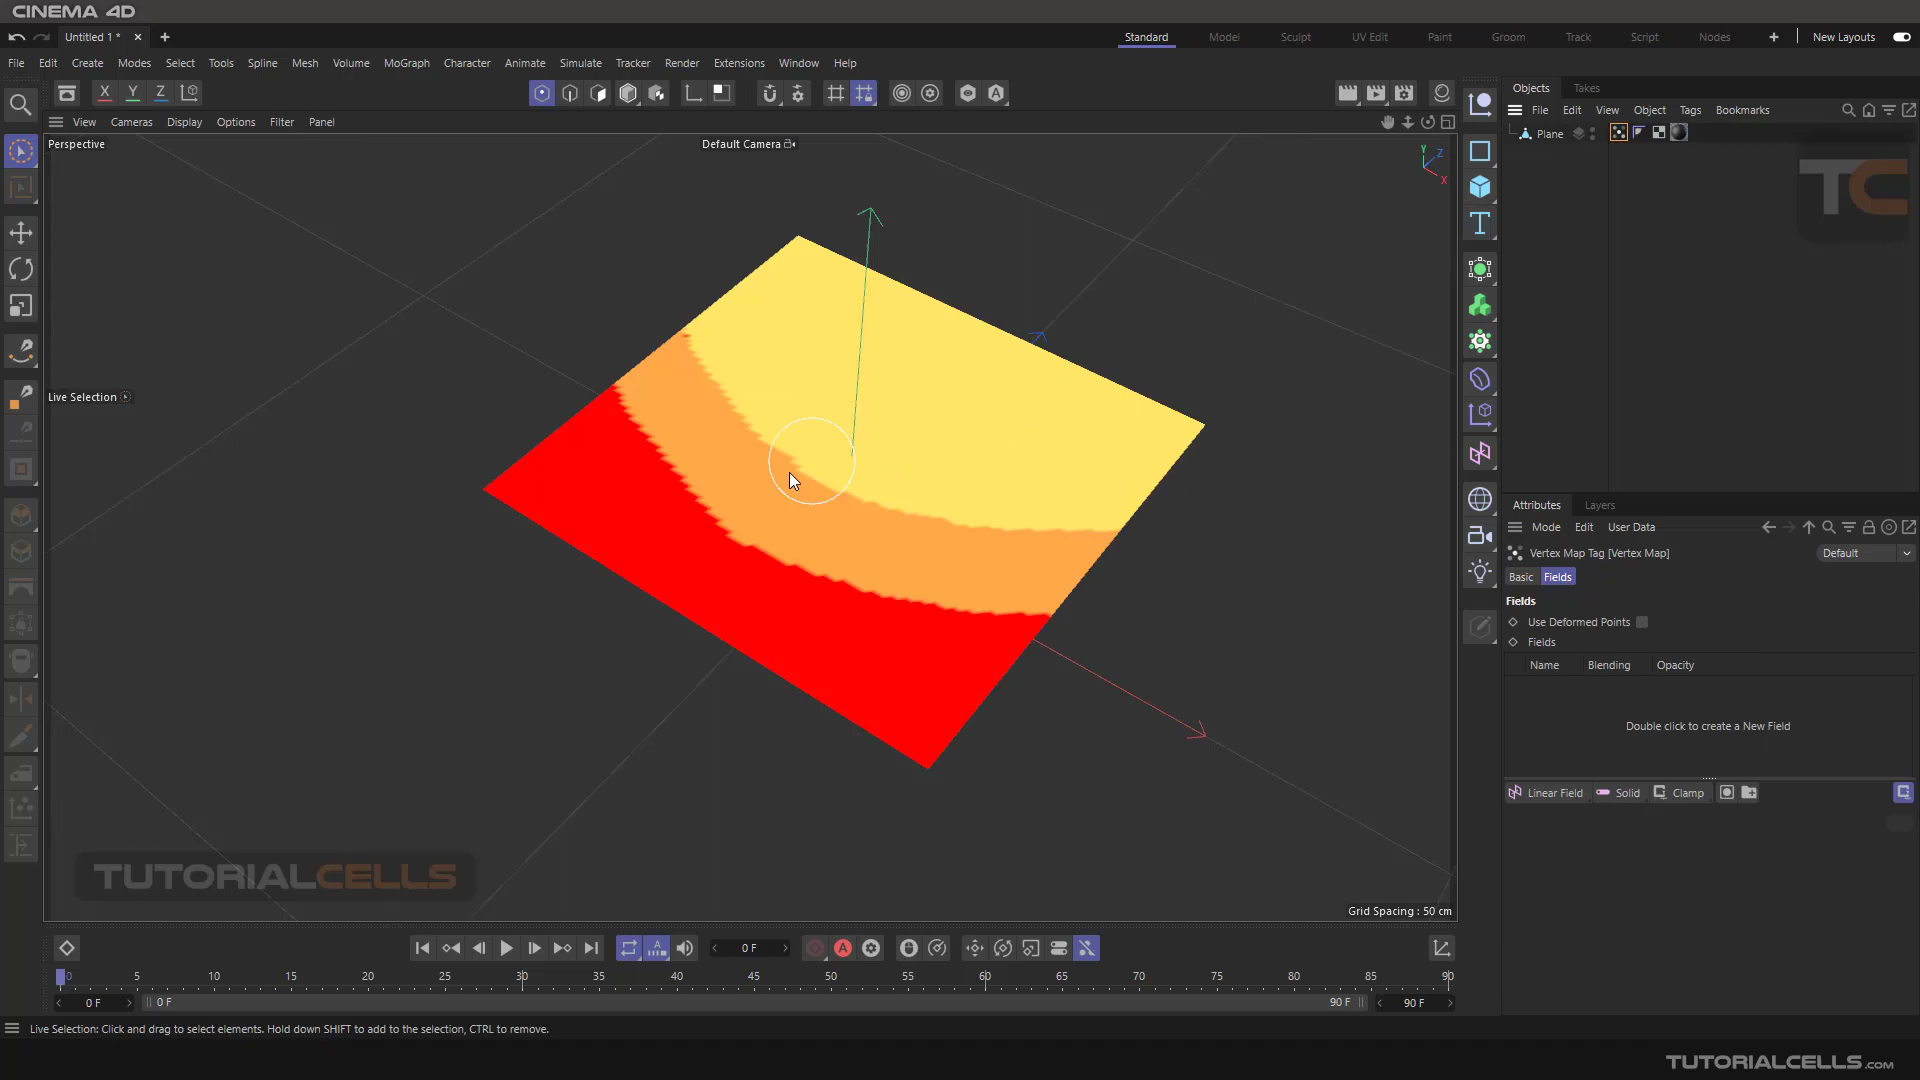 CINEMA 4D
Untitled 1 *
Standard Model Sculpt UV Edit Paint Groom Track Script Nodes New Layouts
File Edit Create Modes Select Tools Spline Mesh Volume MoGraph Character Animate Simulate Tracker Render Extensions Window Help
X Y Z
Objects Takes
File Edit View Object Tags Bookmarks
View Cameras Display Options Filter Panel
Plane
Perspective
Default Camera
Y Z X
TC
Live Selection
Attributes Layers
Mode Edit User Data
Vertex Map Tag [Vertex Map] Default
Basic Fields
Fields
Use Deformed Points
Fields
Name Blending Opacity
Double click to create a New Field
Linear Field Solid Clamp
TUTORIALCELLS
Grid Spacing : 50 cm
A 0 F A
0 5 10 15 20 25 30 35 40 45 50 55 60 65 70 75 80 85 90
0 F 0 F 90 F 90 F
Live Selection: Click and drag to select elements. Hold down SHIFT to add to the selection, CTRL to remove.
TUTORIALCELLS.COM